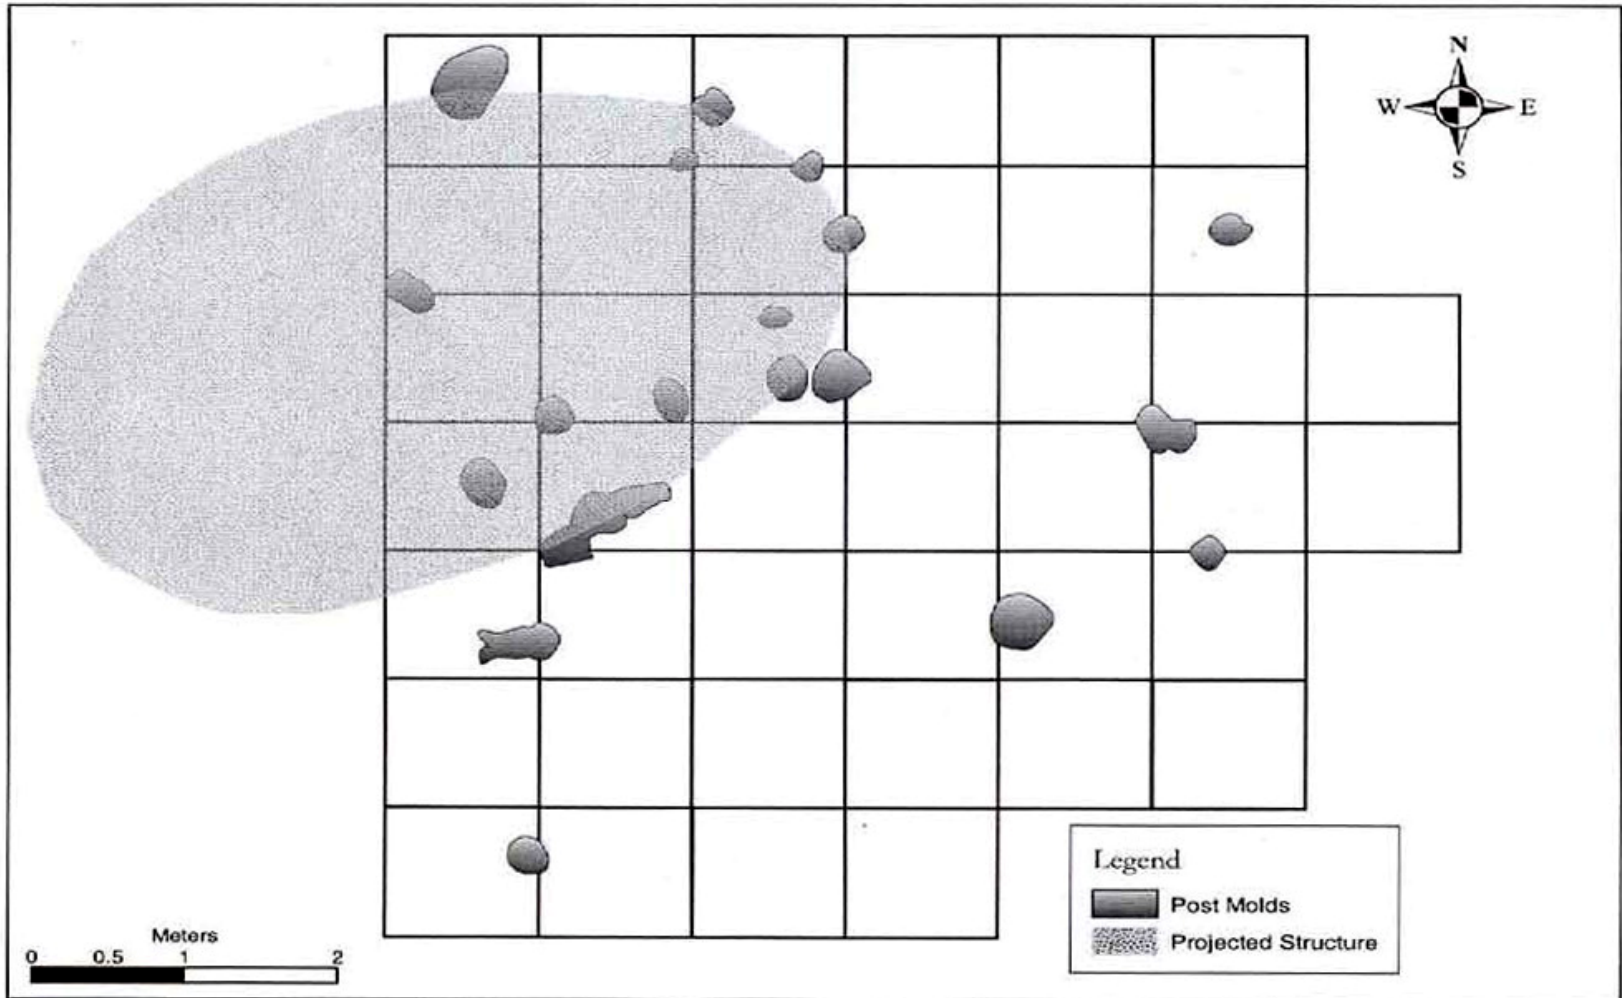 N
W E
S
Legend
Post Molds
Projected Structure
Meters
0 0.5 1 2